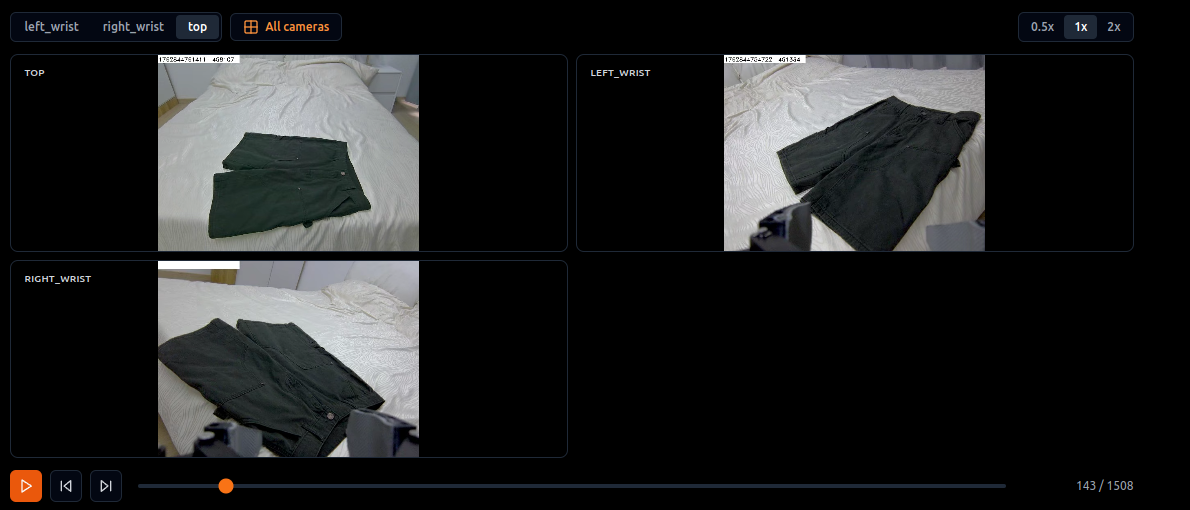 left_wrist right_wrist top All cameras 0.5x 1x 2x
TOP
LEFT_WRIST
RIGHT_WRIST
143 / 1508